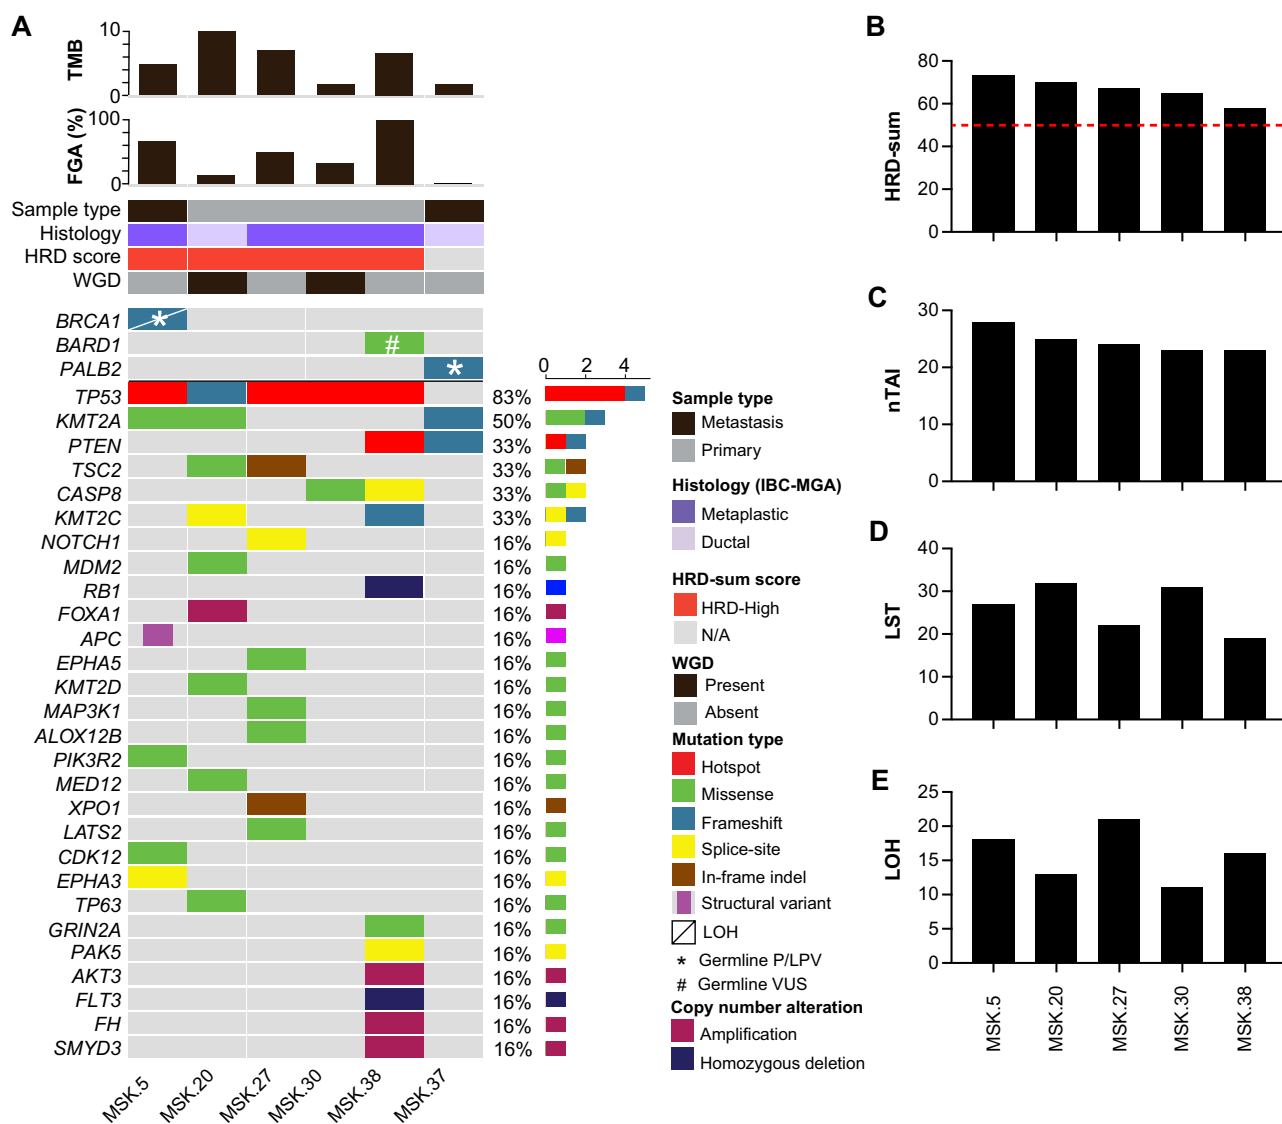 A
TMB
10
0
FGA (%)
100
0
Sample type
Histology
HRD score
WGD
BRCA1 *
BARD1 #
PALB2 *
0 2 4
TP53 83%
KMT2A 50%
PTEN 33%
TSC2 33%
CASP8 33%
KMT2C 33%
NOTCH1 16%
MDM2 16%
RB1 16%
FOXA1 16%
APC 16%
EPHA5 16%
KMT2D 16%
MAP3K1 16%
ALOX12B 16%
PIK3R2 16%
MED12 16%
XPO1 16%
LATS2 16%
CDK12 16%
EPHA3 16%
TP63 16%
GRIN2A 16%
PAK5 16%
AKT3 16%
FLT3 16%
FH 16%
SMYD3 16%
MSK.5 MSK.20 MSK.27 MSK.30 MSK.38 MSK.37
Sample type
Metastasis
Primary
Histology (IBC-MGA)
Metaplastic
Ductal
HRD-sum score
HRD-High
N/A
WGD
Present
Absent
Mutation type
Hotspot
Missense
Frameshift
Splice-site
In-frame indel
Structural variant
LOH
* Germline P/LPV
# Germline VUS
Copy number alteration
Amplification
Homozygous deletion
B
HRD-sum
80
60
40
20
0
C
nTAI
30
20
10
0
D
LST
40
30
20
10
0
E
LOH
25
20
15
10
5
0
MSK.5 MSK.20 MSK.27 MSK.30 MSK.38